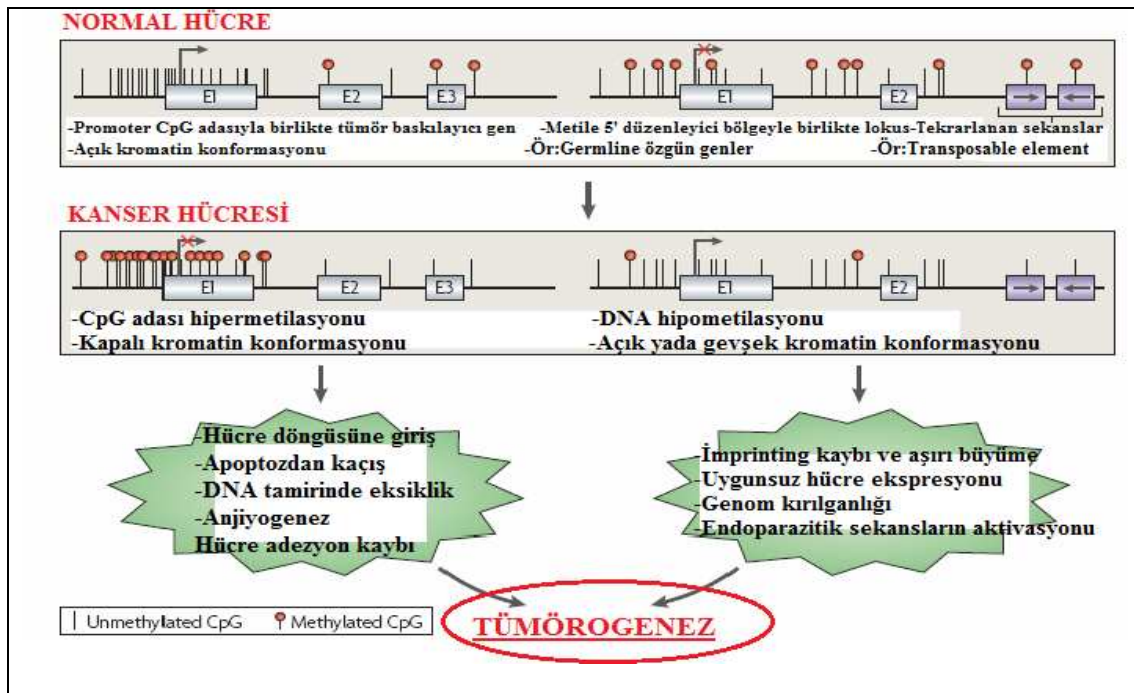 NORMAL HÜCRE
E1 E2 E3 E1 E2
-Promoter CpG adasıyla birlikte tümör baskılayıcı gen -Metile 5' düzenleyici bölgeyle birlikte lokus-Tekrarlanan sekanslar
-Açık kromatin konformasyonu -Ör:Germline özgün genler -Ör:Transposable element
KANSER HÜCRESİ
E1 E2 E3 E1 E2
-CpG adası hipermetilasyonu -DNA hipometilasyonu
-Kapalı kromatin konformasyonu -Açık yada gevşek kromatin konformasyonu
-Hücre döngüsüne giriş
-Apoptozdan kaçış
-DNA tamirinde eksiklik
-Anjiyogenez
Hücre adezyon kaybı
-İmprinting kaybı ve aşırı büyüme
-Uygunsuz hücre ekspresyonu
-Genom kırılganlığı
-Endoparazitik sekansların aktivasyonu
Unmethylated CpG Methylated CpG
TÜMÖROGENEZ